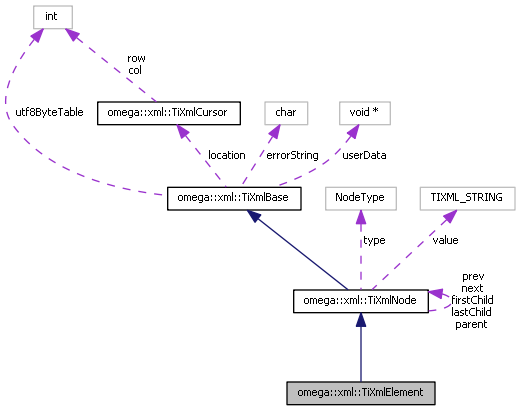 int
row
col
utf8ByteTable
omega::xml::TiXmlCursor
char
void *
location
errorString
userData
omega::xml::TiXmlBase
NodeType
TIXML_STRING
type
value
omega::xml::TiXmlNode
prev
next
firstChild
lastChild
parent
omega::xml::TiXmlElement